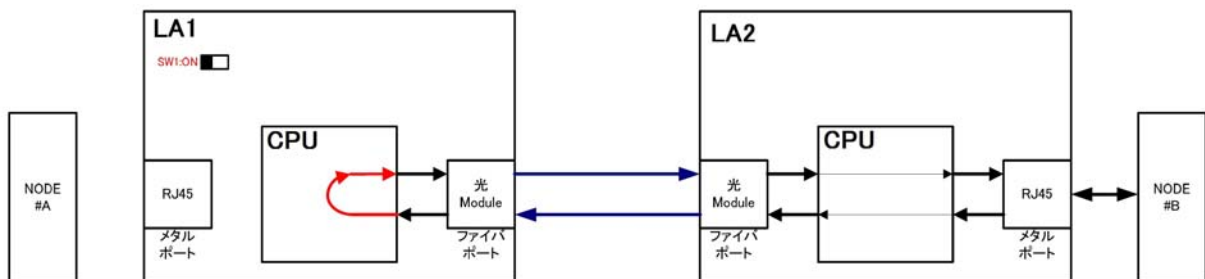 LA1
SW1:ON
CPU
NODE
#A
RJ45
メタル
ポート
光
Module
ファイバ
ポート
LA2
CPU
光
Module
ファイバ
ポート
RJ45
メタル
ポート
NODE
#B